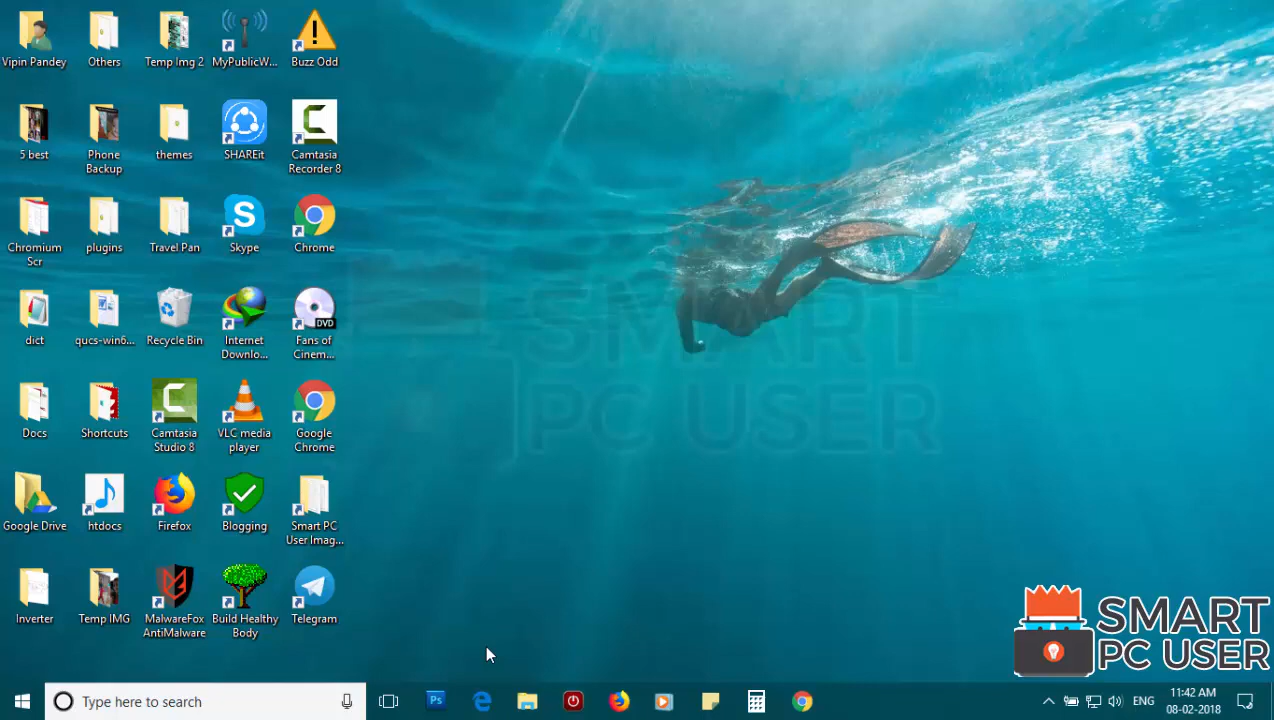 Vipin Pandey
Others
Temp Img 2
MyPublicW...
Buzz Odd
5 best
Phone
Backup
themes
SHAREit
Camtasia
Recorder 8
Chromium
Scr
plugins
Travel Pan
Skype
Chrome
dict
qucs-win6...
Recycle Bin
Internet
Downlo...
DVD
Fans of
Cinem...
Docs
Shortcuts
Camtasia
Studio 8
VLC media
player
Google
Chrome
Google Drive
htdocs
Firefox
Blogging
Smart PC
User Imag...
Inverter
Temp IMG
MalwareFox
AntiMalware
Build Healthy
Body
Telegram
SMART
PC USER
SMART
PC USER
Type here to search
Ps
ENG
11:42 AM
08-02-2018